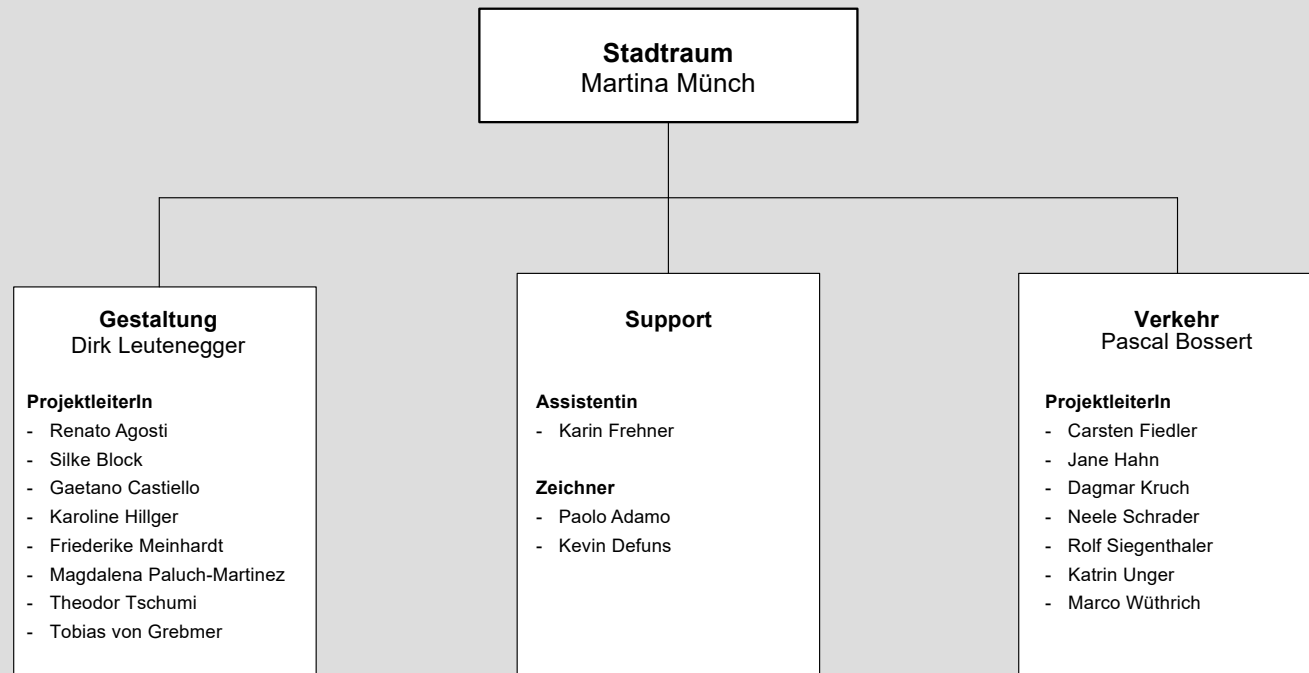 Stadtraum
Martina Münch
Gestaltung
Dirk Leutenegger
ProjektleiterIn
- Renato Agosti
- Silke Block
- Gaetano Castiello
- Karoline Hillger
- Friederike Meinhardt
- Magdalena Paluch-Martinez
- Theodor Tschumi
- Tobias von Grebmer
Support
Assistentin
- Karin Frehner
Zeichner
- Paolo Adamo
- Kevin Defuns
Verkehr
Pascal Bossert
ProjektleiterIn
- Carsten Fiedler
- Jane Hahn
- Dagmar Kruch
- Neele Schrader
- Rolf Siegenthaler
- Katrin Unger
- Marco Wüthrich